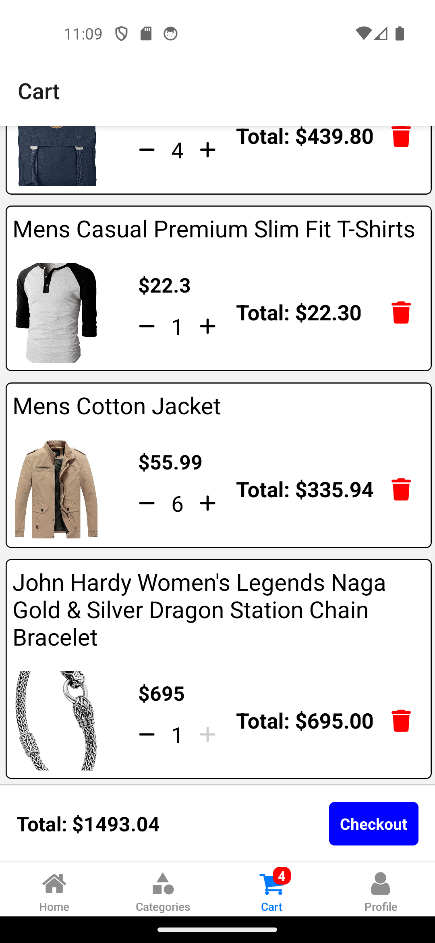 11:09
Cart
4
Total: $439.80
Mens Casual Premium Slim Fit T-Shirts
$22.3
1
Total: $22.30
Mens Cotton Jacket
$55.99
6
Total: $335.94
John Hardy Women's Legends Naga
Gold & Silver Dragon Station Chain
Bracelet
$695
1
Total: $695.00
Total: $1493.04
Checkout
4
Home
Categories
Cart
Profile